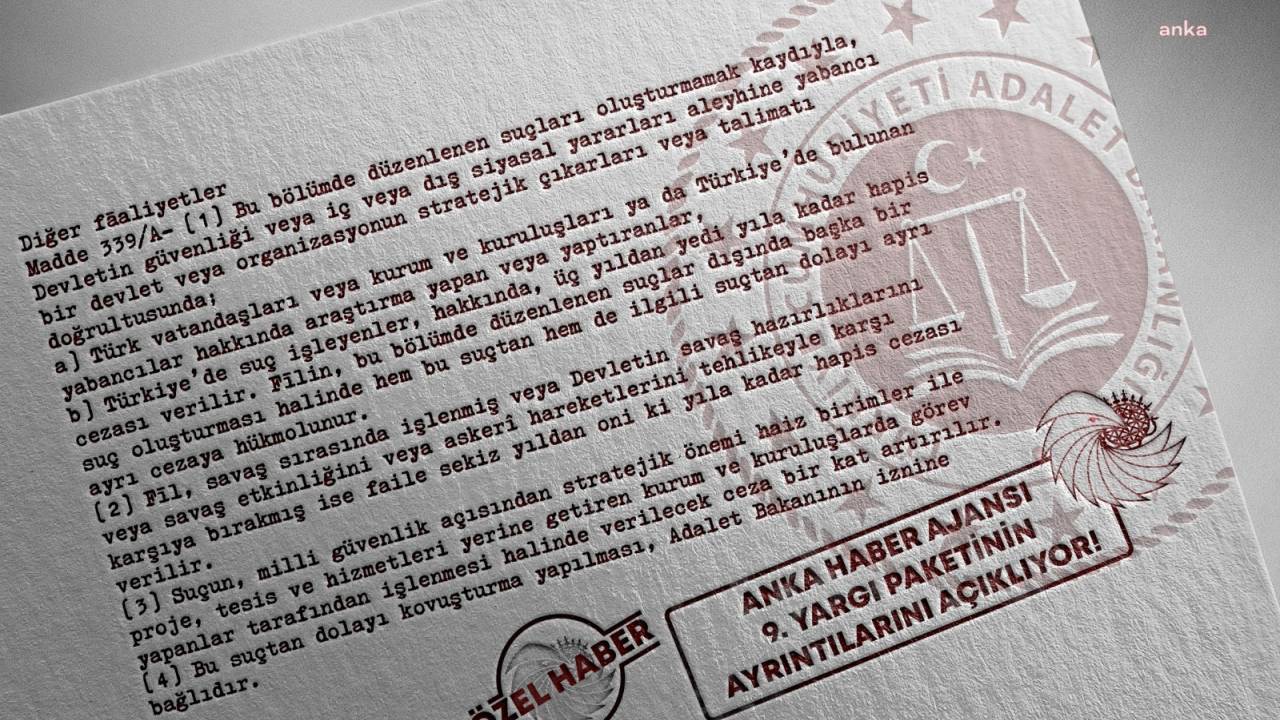 anka
Diğer fâaliyetler
Madde 339/A- (1) Bu bölümde düzenlenen suçları oluşturmamak kaydıyla,
Devletin güvenliği veya iç veya dış siyasal yararları aleyhine yabancı
bir devlet veya organizasyonun stratejik çıkarları veya talimatı
doğrultusunda;
a) Türk vatandaşları veya kurum ve kuruluşları ya da Türkiye'de bulunan
yabancılar hakkında araştırma yapan veya yaptıranlar,
b) Türkiye'de suç işleyenler, hakkında, üç yıldan yedi yıla kadar hapis
cezası verilir. Fîlin, bu bölümde düzenlenen suçlar dışında başka bir
suç oluşturması halinde hem bu suçtan hem de ilgili suçtan dolayı ayrı
ayrı cezaya hükmolunur.
(2) Fîl, savaş sırasında işlenmiş veya Devletin savaş hazırlıklarını
veya savaş etkinliğini veya askerî hareketlerini tehlikeyle karşı
karşıya bırakmış ise faile sekiz yıldan oni ki yıla kadar hapis cezası
verilir.
(3) Suçun, milli güvenlik açısından stratejik önemi haiz birimler ile
proje, tesis ve hizmetleri yerine getiren kurum ve kuruluşlarda görev
yapanlar tarafından işlenmesi halinde verilecek ceza bir kat artırılır.
(4) Bu suçtan dolayı kovuşturma yapılması, Adalet Bakanının iznine
bağlıdır.
ÖZEL HABER
ANKA HABER AJANSI
9. YARGI PAKETİNİN
AYRINTILARINI AÇIKLIYOR!